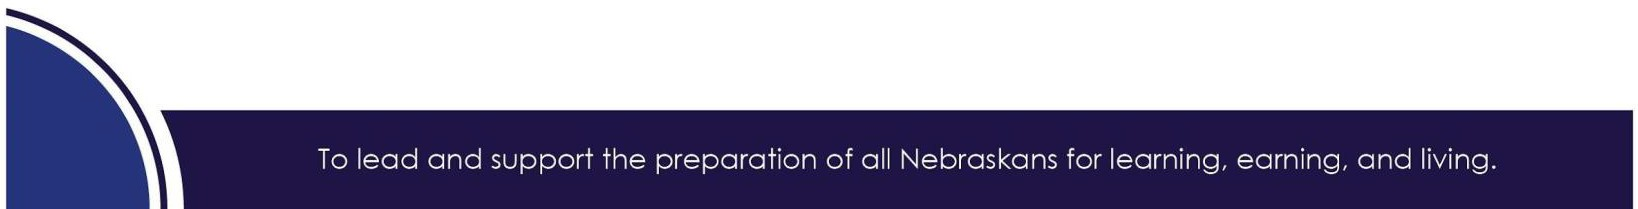 To lead and support the preparation of all Nebraskans for learning, earning, and living.